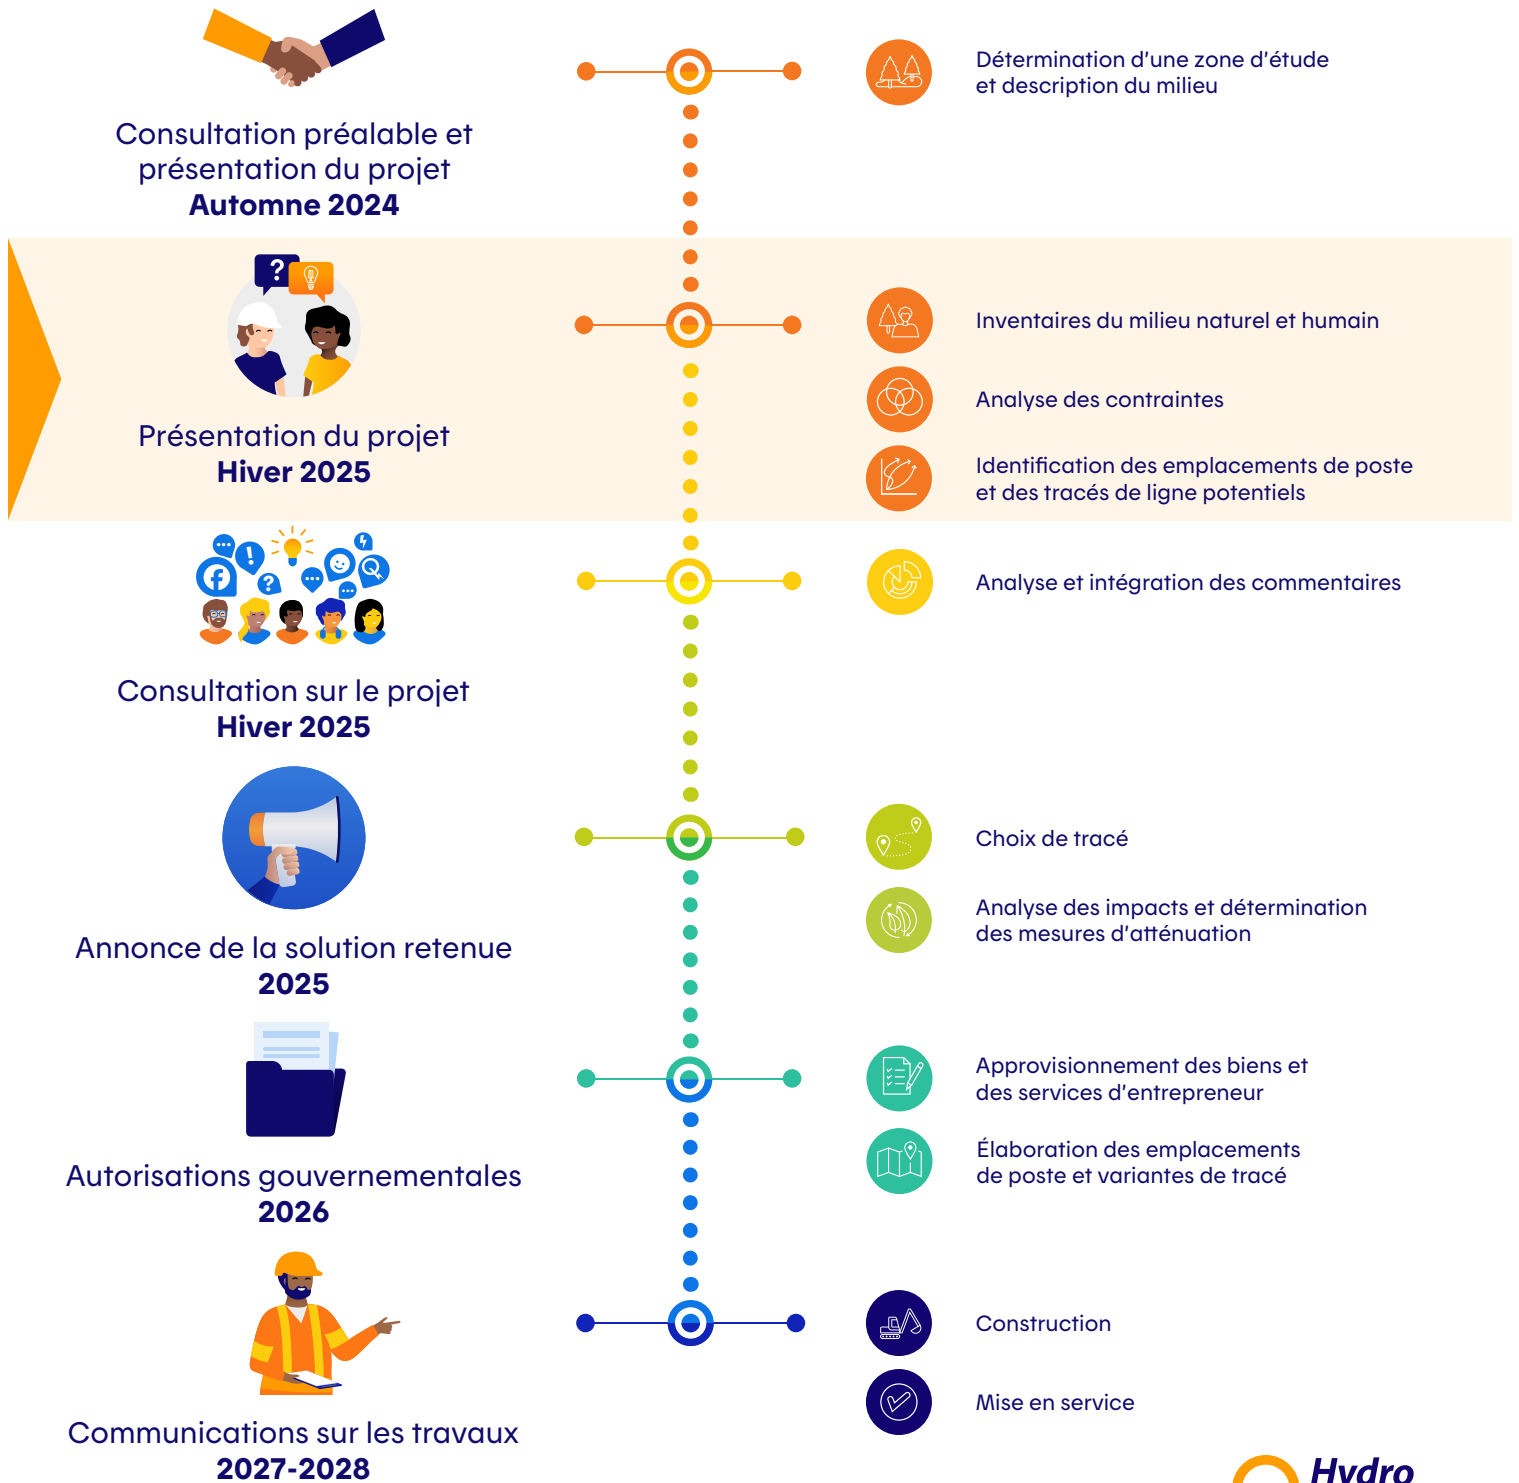 Consultation préalable et
présentation du projet
Automne 2024
Détermination d'une zone d'étude
et description du milieu
?
Présentation du projet
Hiver 2025
Inventaires du milieu naturel et humain
Analyse des contraintes
Identification des emplacements de poste
et des tracés de ligne potentiels
!
?
Consultation sur le projet
Hiver 2025
Analyse et intégration des commentaires
Annonce de la solution retenue
2025
Choix de tracé
Analyse des impacts et détermination
des mesures d'atténuation
Autorisations gouvernementales
2026
Approvisionnement des biens et
des services d'entrepreneur
Élaboration des emplacements
de poste et variantes de tracé
Communications sur les travaux
2027-2028
Construction
Mise en service
Hydro